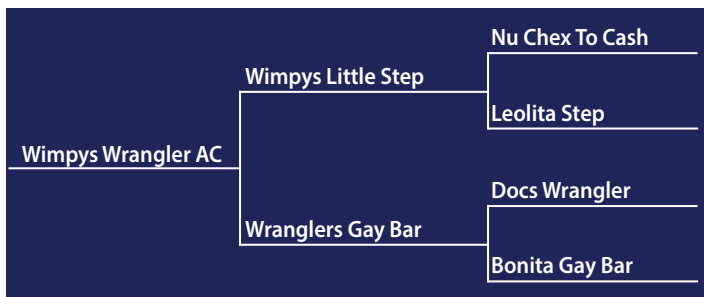 Nu Chex To Cash
Wimpys Little Step
Leolita Step
Wimpys Wrangler AC
Docs Wrangler
Wranglers Gay Bar
Bonita Gay Bar